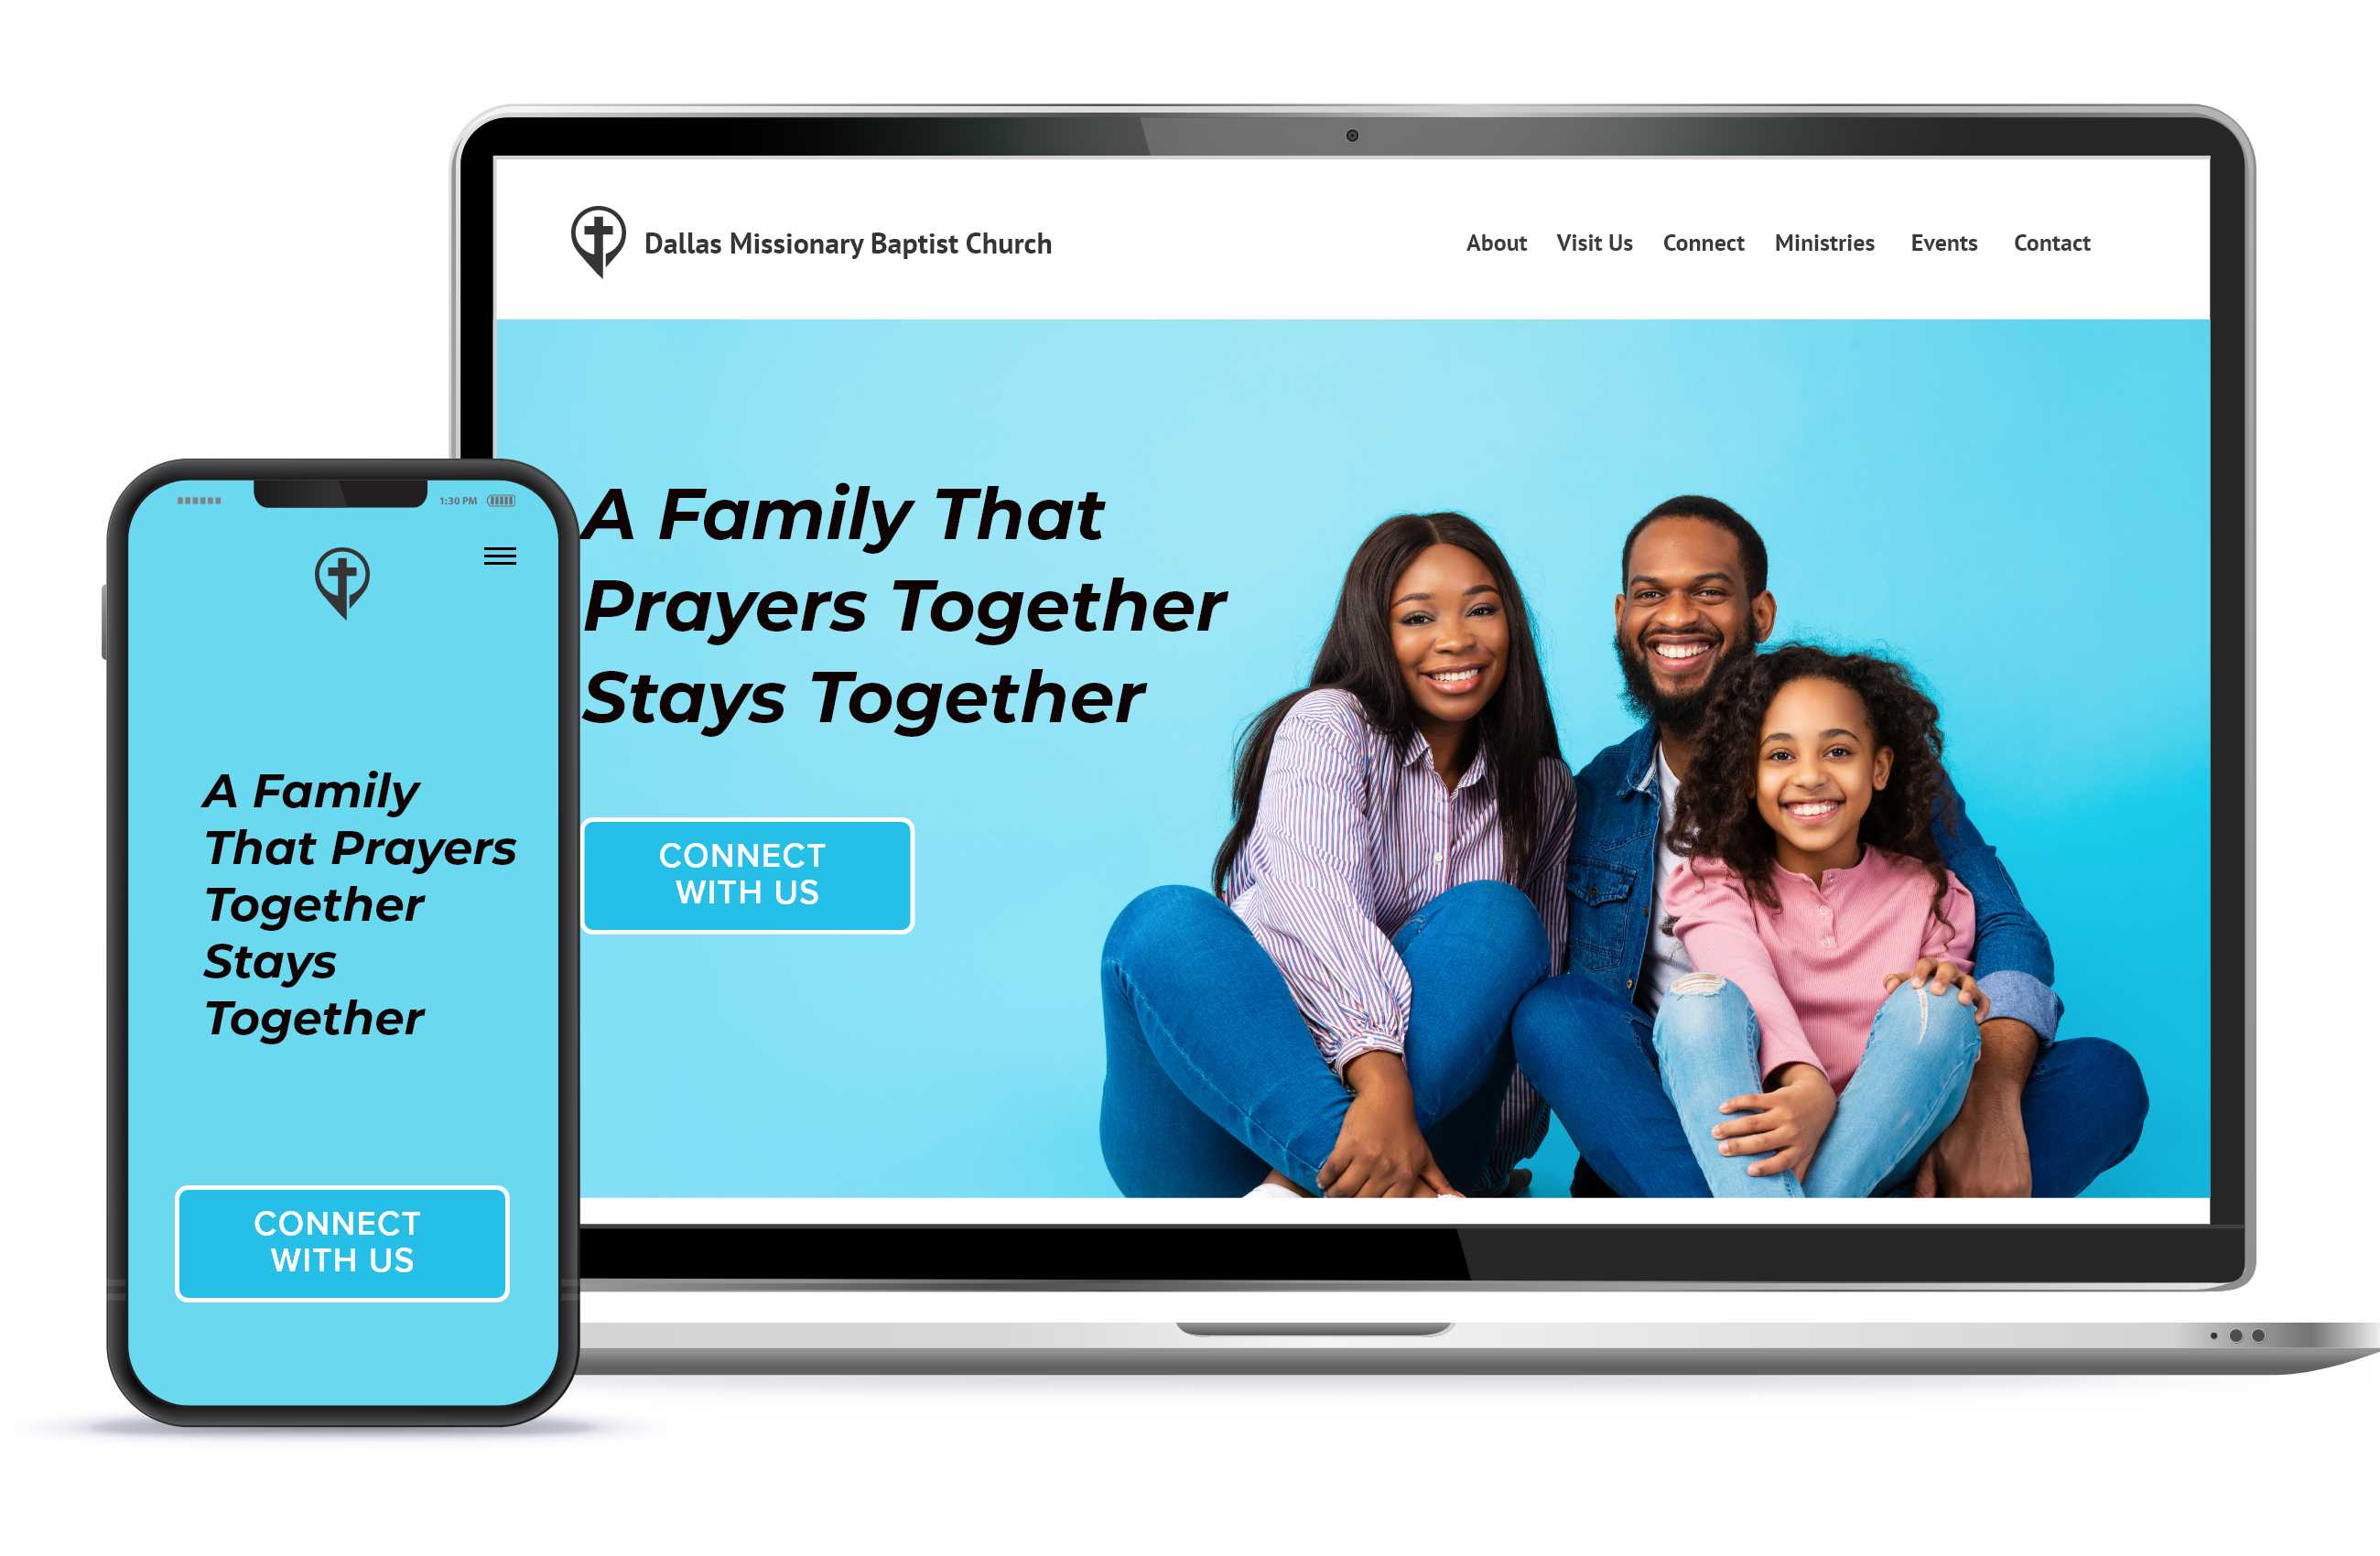 Dallas Missionary Baptist Church
About Visit Us Connect Ministries Events Contact
A Family That
Prayers Together
Stays Together
CONNECT
WITH US
1:30 PM
A Family
That Prayers
Together
Stays
Together
CONNECT
WITH US